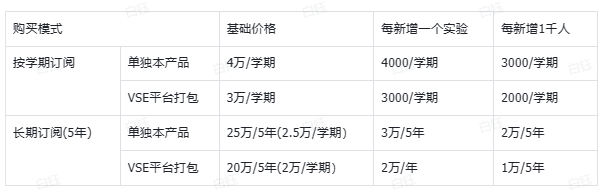 购买模式 基础价格 每新增一个实验 每新增1千人
按学期订阅 单独本产品 4万/学期 4000/学期 3000/学期
VSE平台打包 3万/学期 3000/学期 2000/学期
长期订阅(5年) 单独本产品 25万/5年(2.5万/学期) 3万/5年 2万/5年
VSE平台打包 20万/5年(2万/学期) 2万/年 1万/5年